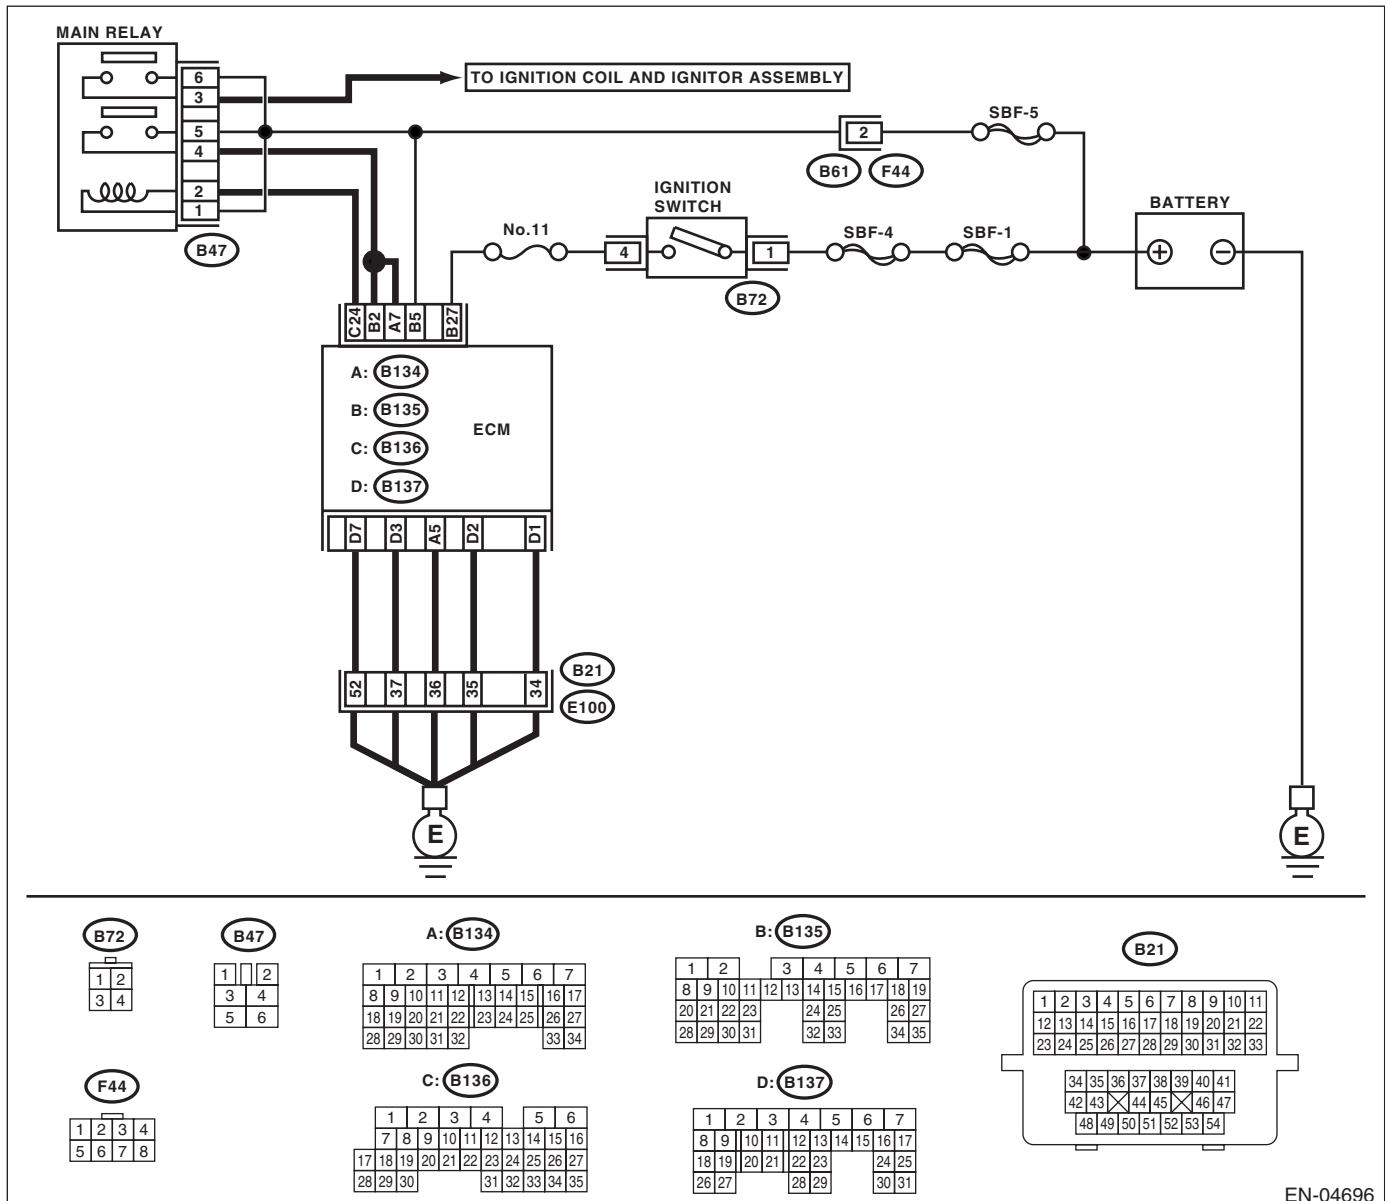 MAIN RELAY
6
3
5
4
2
1
B47
TO IGNITION COIL AND IGNITOR ASSEMBLY
SBF-5
2
B61 F44
IGNITION
SWITCH
BATTERY
No.11
4
1
SBF-4
SBF-1
+ −
B72
C24 B2 A7 B5 B27
A: B134
B: B135
C: B136
D: B137
ECM
D7 D3 A5 D2 D1
B21
52 37 36 35 34
E100
E
E
B72
1 2
3 4
B47
1 2
3 4
5 6
A: B134
1 2 3 4 5 6 7
8 9 10 11 12 13 14 15 16 17
18 19 20 21 22 23 24 25 26 27
28 29 30 31 32 33 34
B: B135
1 2 3 4 5 6 7
8 9 10 11 12 13 14 15 16 17 18 19
20 21 22 23 24 25 26 27
28 29 30 31 32 33 34 35
B21
1 2 3 4 5 6 7 8 9 10 11
12 13 14 15 16 17 18 19 20 21 22
23 24 25 26 27 28 29 30 31 32 33
34 35 36 37 38 39 40 41
42 43 44 45 46 47
48 49 50 51 52 53 54
F44
1 2 3 4
5 6 7 8
C: B136
1 2 3 4 5 6
7 8 9 10 11 12 13 14 15 16
17 18 19 20 21 22 23 24 25 26 27
28 29 30 31 32 33 34 35
D: B137
1 2 3 4 5 6 7
8 9 10 11 12 13 14 15 16 17
18 19 20 21 22 23 24 25
26 27 28 29 30 31
EN-04696